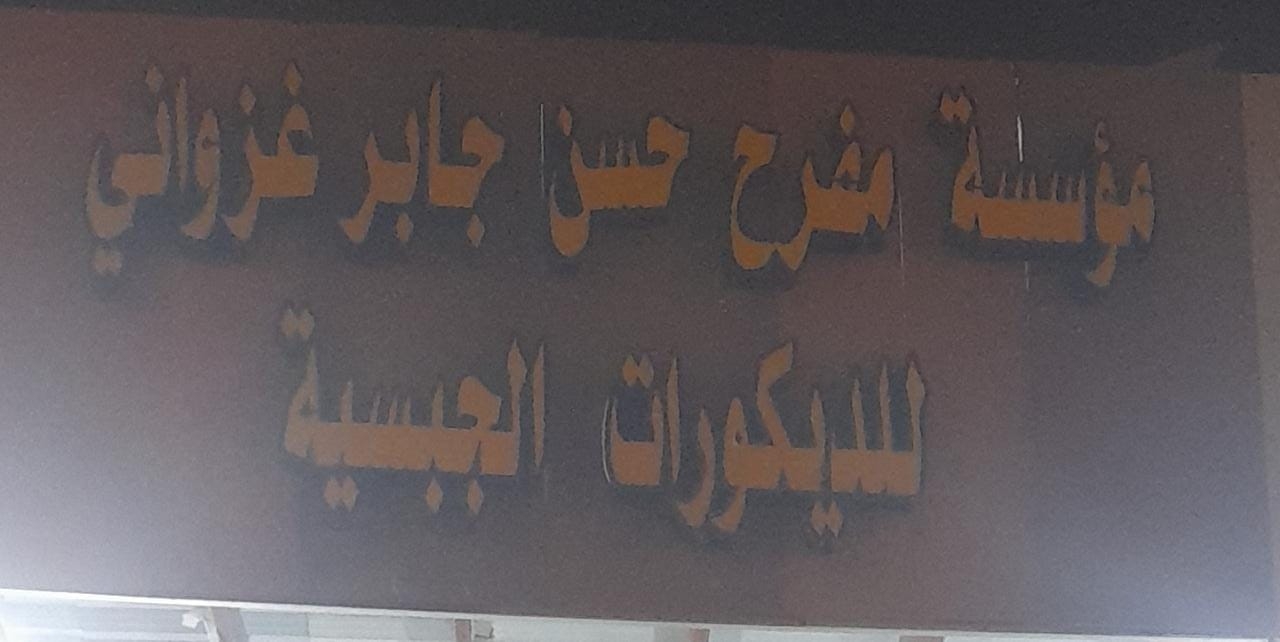 مؤسسة مفرح حسن جابر غزواني
للديكورات الجبسية